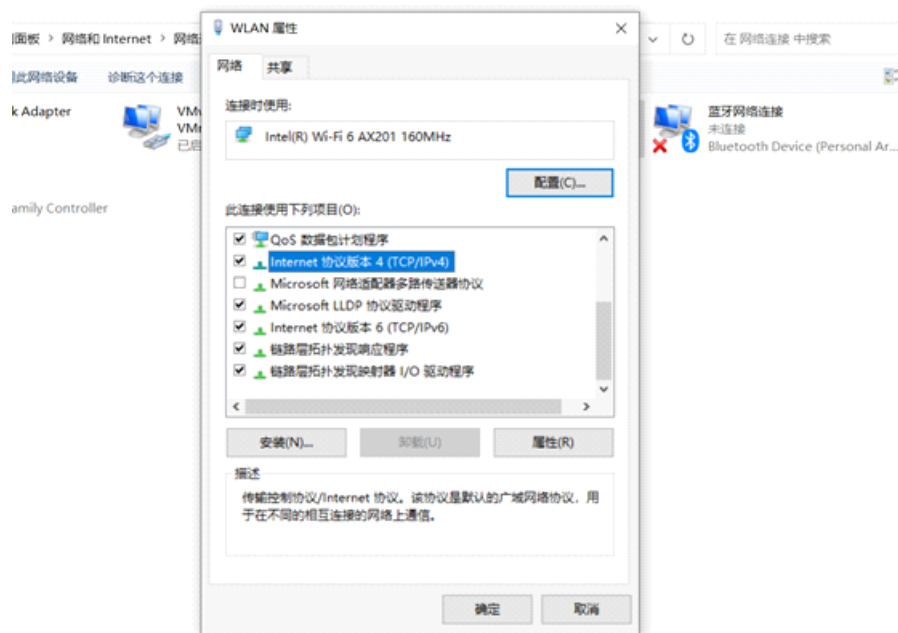 WLAN 属性
面板 › 网络和 Internet › 网络
在 网络连接 中搜索
此网络设备 诊断这个连接
网络 共享
k Adapter
VM
VM
已启
连接时使用:
Intel(R) Wi-Fi 6 AX201 160MHz
配置(C)...
amily Controller
此连接使用下列项目(O):
QoS 数据包计划程序
Internet 协议版本 4 (TCP/IPv4)
Microsoft 网络适配器多路传送器协议
Microsoft LLDP 协议驱动程序
Internet 协议版本 6 (TCP/IPv6)
链路层拓扑发现响应程序
链路层拓扑发现映射器 I/O 驱动程序
安装(N)... 卸载(U) 属性(R)
描述
传输控制协议/Internet 协议。该协议是默认的广域网络协议，用
于在不同的相互连接的网络上通信。
确定 取消
蓝牙网络连接
未连接
Bluetooth Device (Personal Ar...